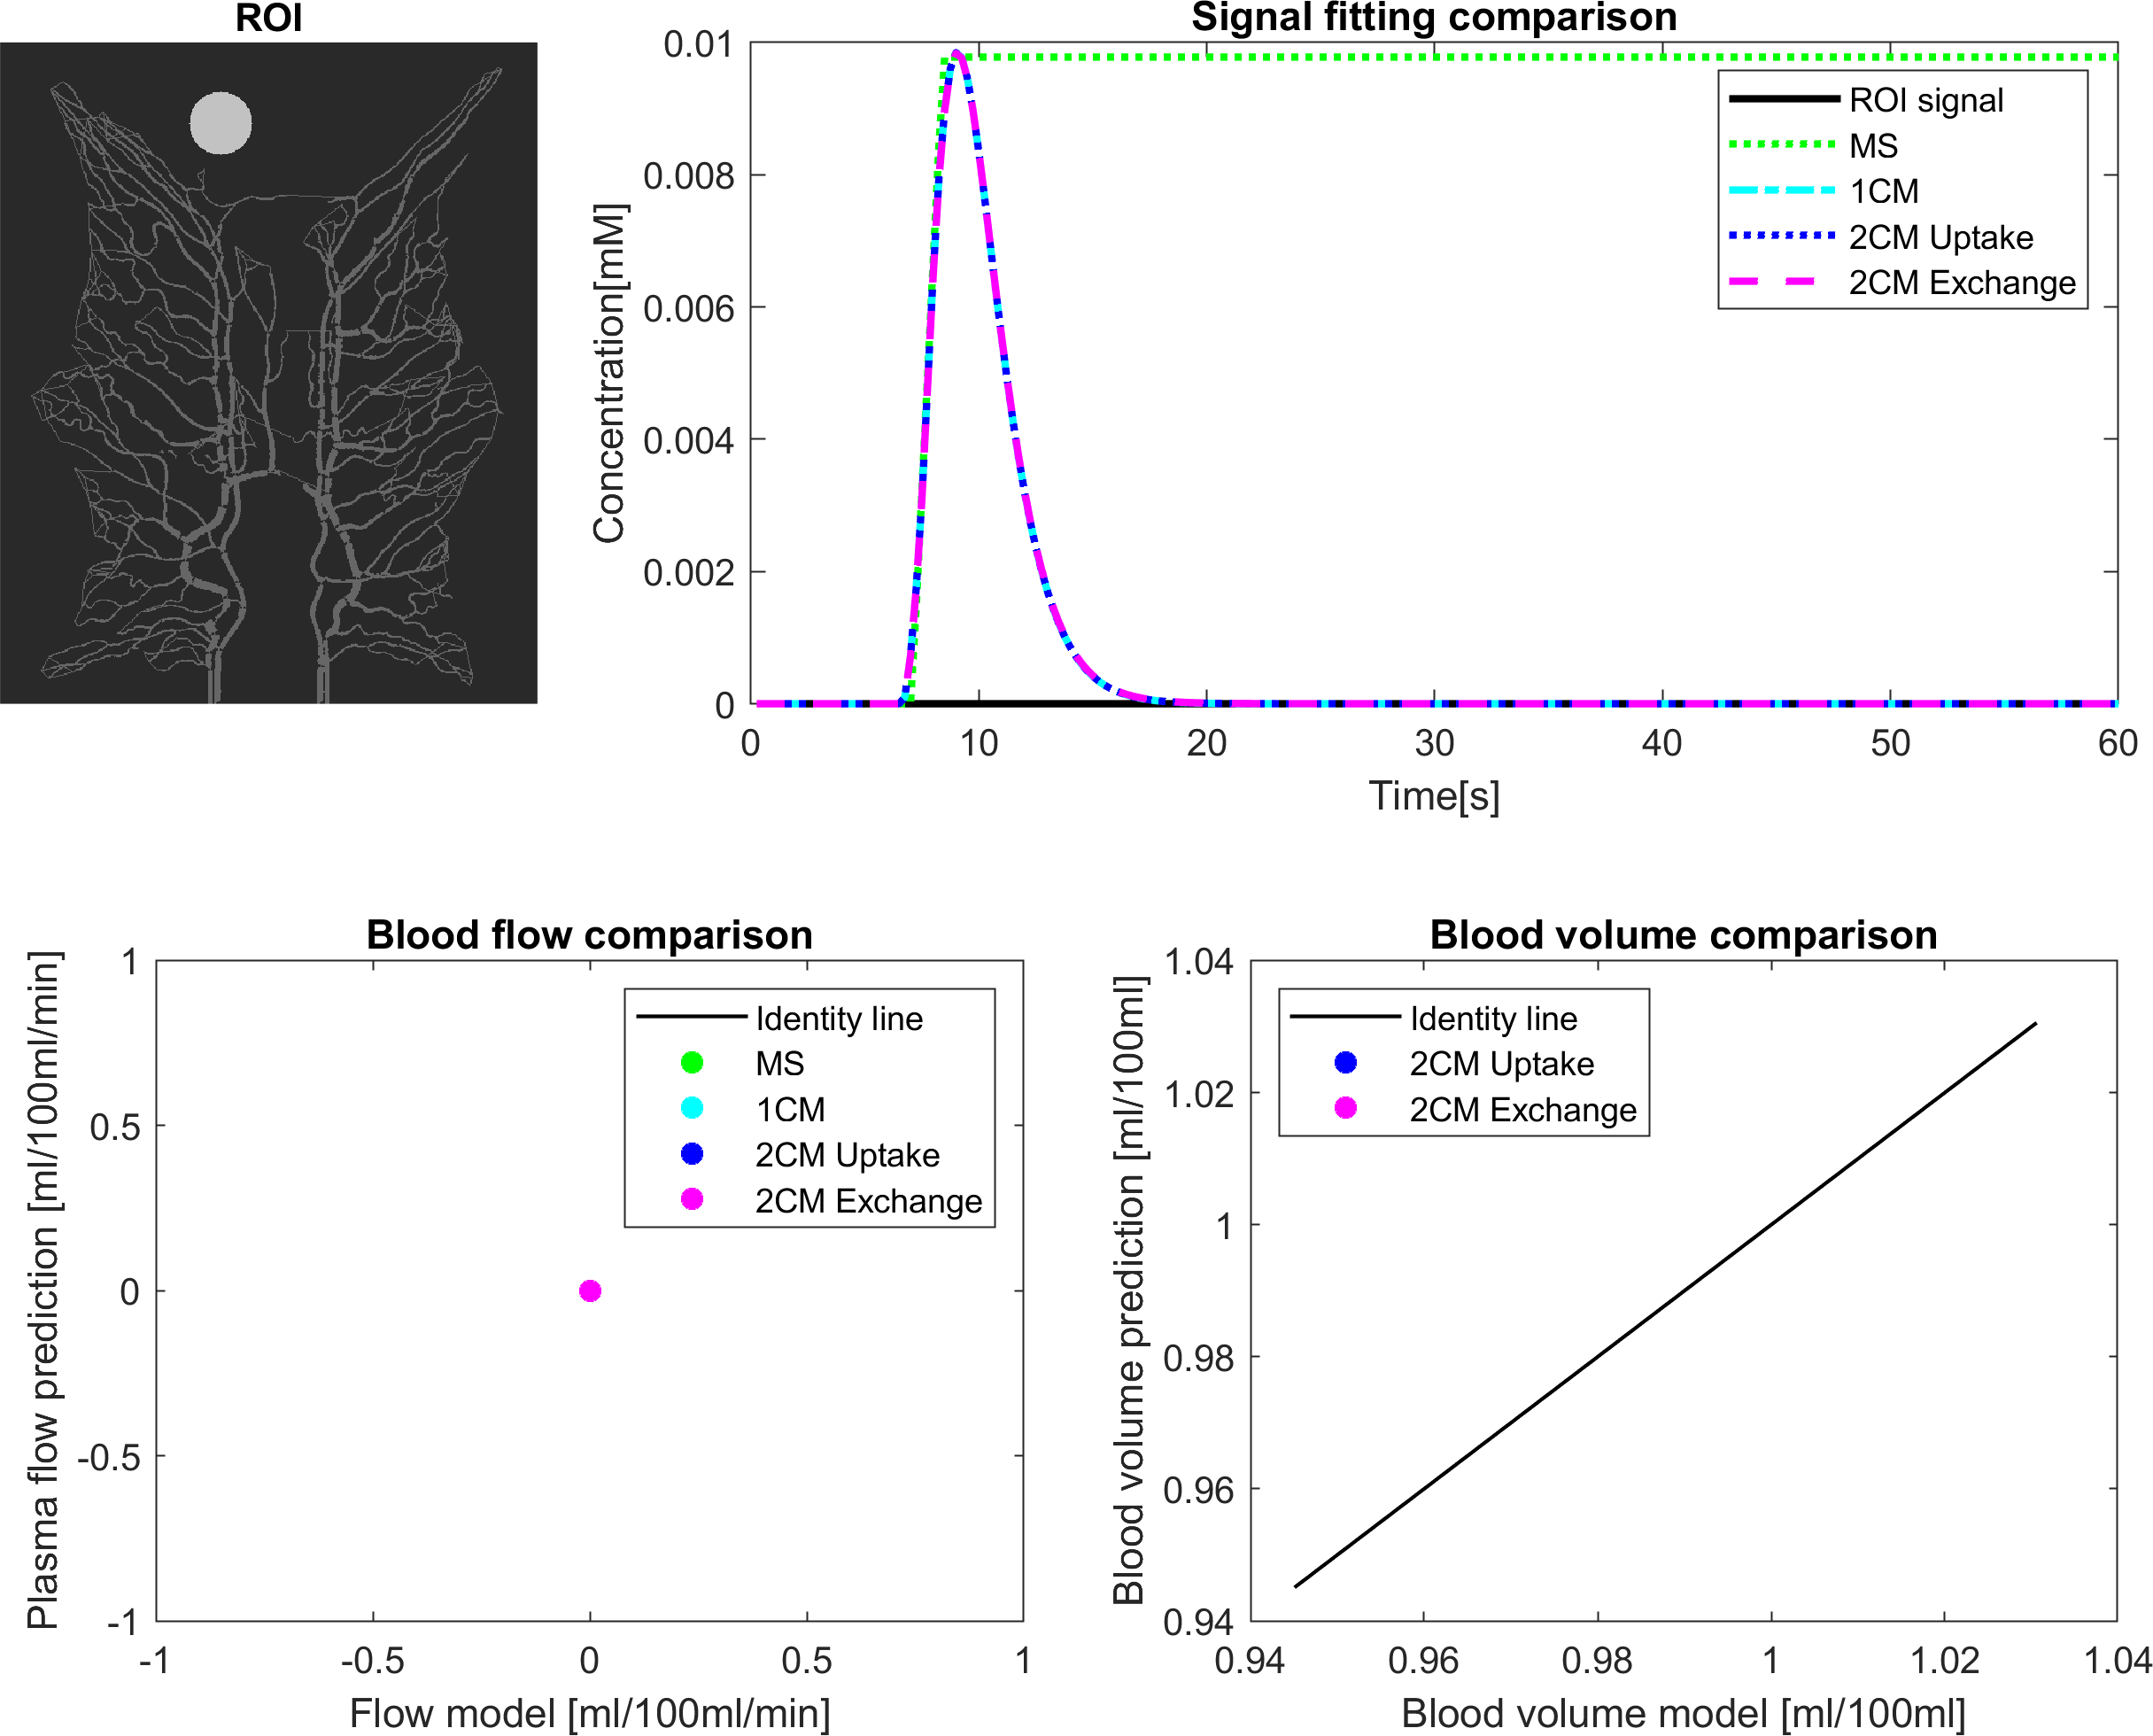 ROI
Signal fitting comparison
0.01
0.008
0.006
0.004
0.002
0
Concentration[mM]
0 10 20 30 40 50 60
Time[s]
ROI signal
MS
1CM
2CM Uptake
2CM Exchange
Blood flow comparison
1
0.5
0
-0.5
-1
Plasma flow prediction [ml/100ml/min]
-1 -0.5 0 0.5 1
Flow model [ml/100ml/min]
Identity line
MS
1CM
2CM Uptake
2CM Exchange
Blood volume comparison
1.04
1.02
1
0.98
0.96
0.94
Blood volume prediction [ml/100ml]
0.94 0.96 0.98 1 1.02 1.04
Blood volume model [ml/100ml]
Identity line
2CM Uptake
2CM Exchange